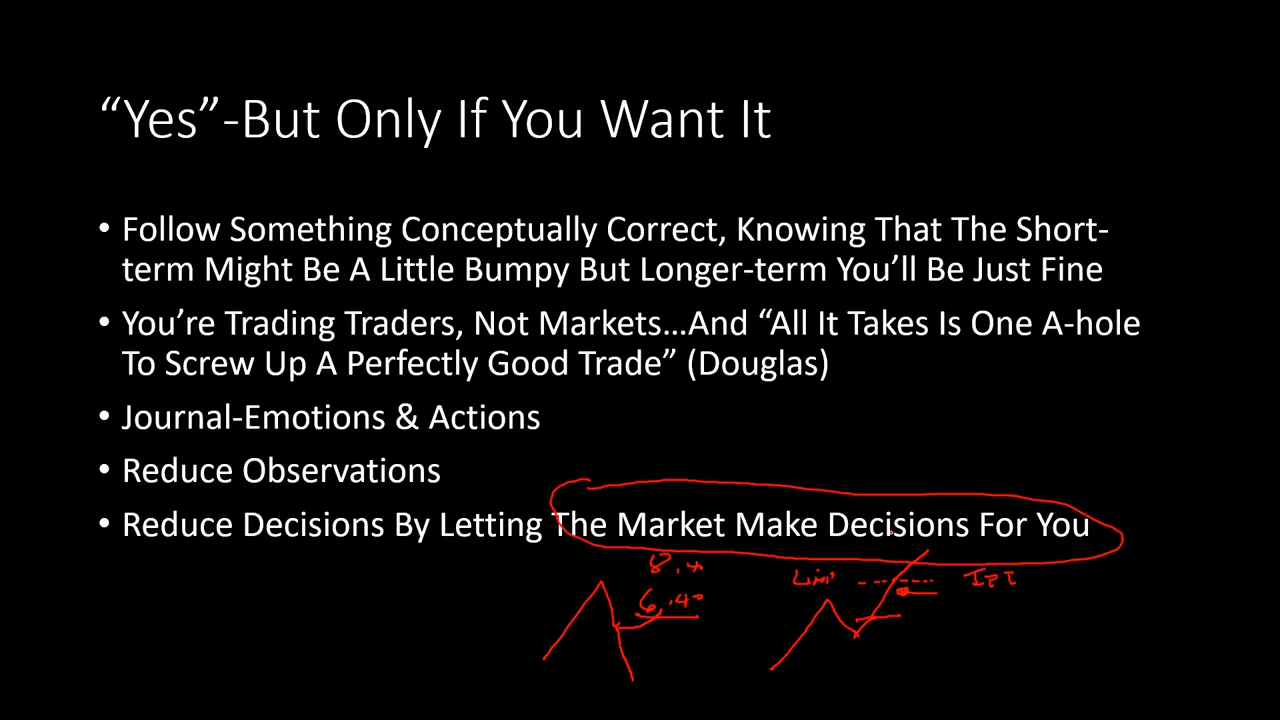 “Yes”-But Only If You Want It
• Follow Something Conceptually Correct, Knowing That The Short-
term Might Be A Little Bumpy But Longer-term You’ll Be Just Fine
• You’re Trading Traders, Not Markets…And “All It Takes Is One A-hole
To Screw Up A Perfectly Good Trade” (Douglas)
• Journal-Emotions & Actions
• Reduce Observations
• Reduce Decisions By Letting The Market Make Decisions For You
6.40
IPT